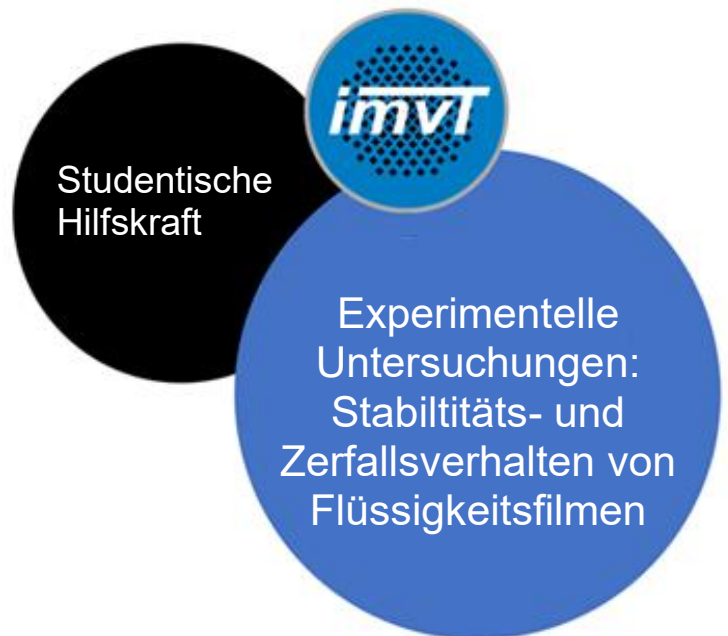 imvT
Studentische
Hilfskraft
Experimentelle
Untersuchungen:
Stabiltitäts- und
Zerfallsverhalten von
Flüssigkeitsfilmen